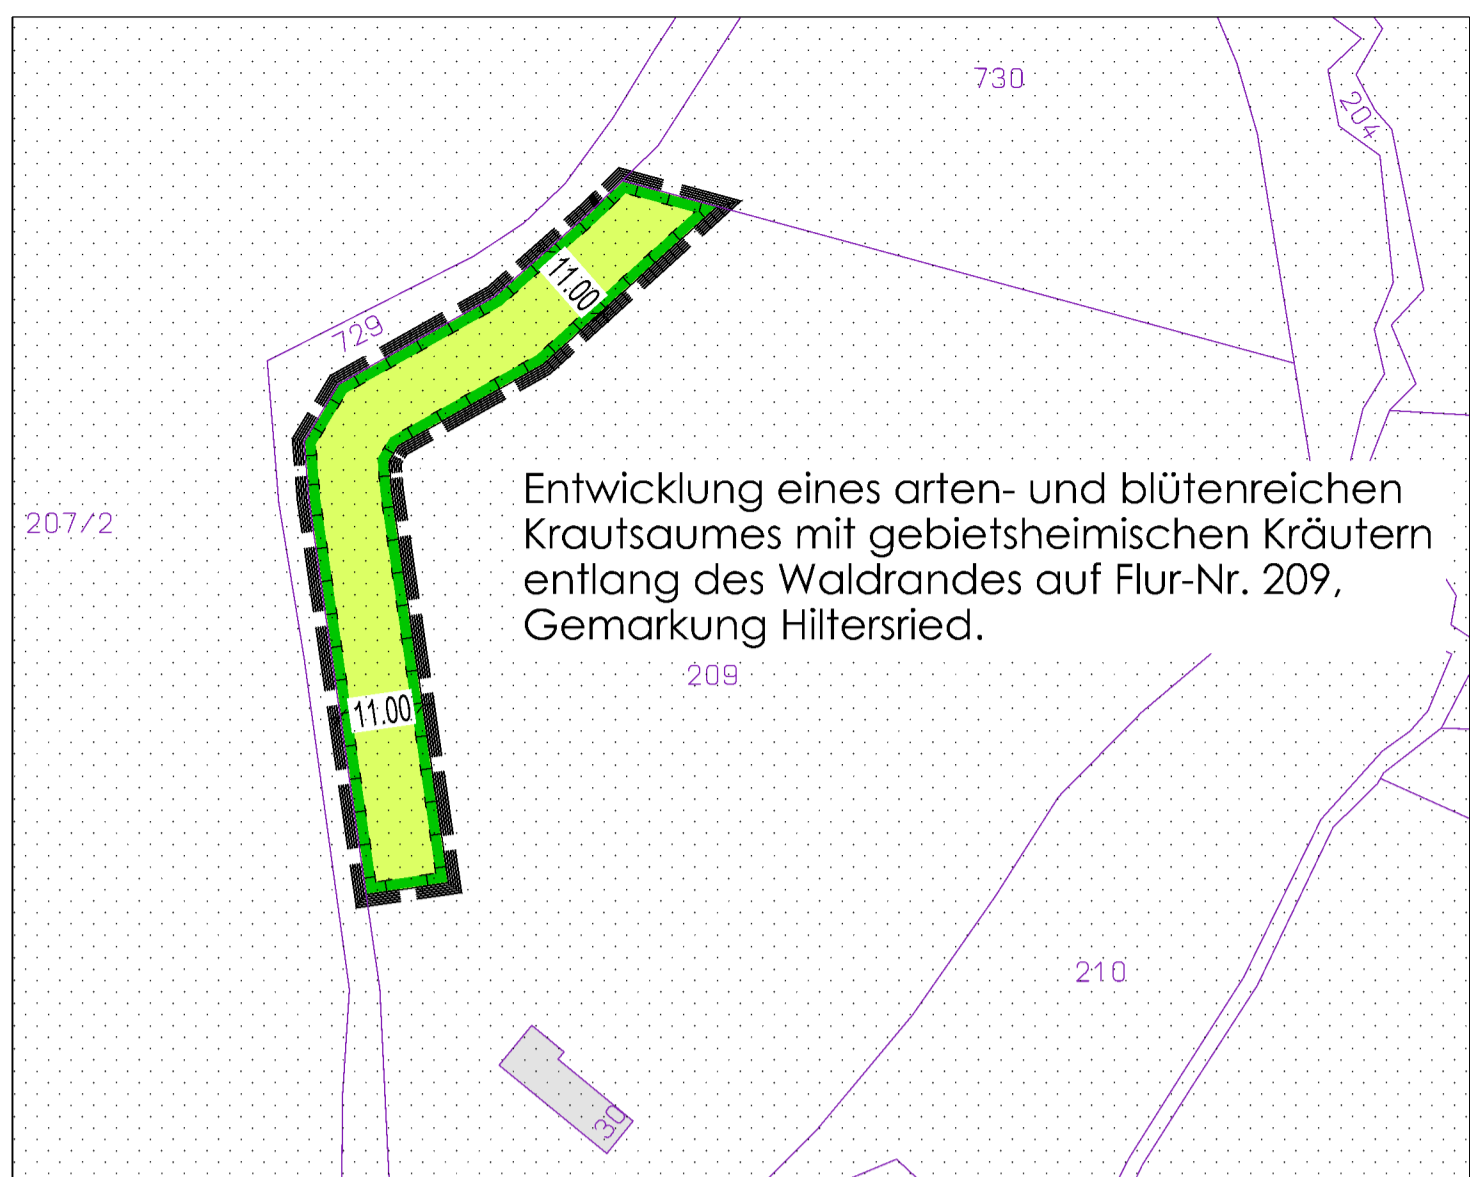 730
204
11.00
729
Entwicklung eines arten- und blütenreichen
Krautsaumes mit gebietsheimischen Kräutern
entlang des Waldrandes auf Flur-Nr. 209,
Gemarkung Hiltersried.
207/2
209
11.00
210
30